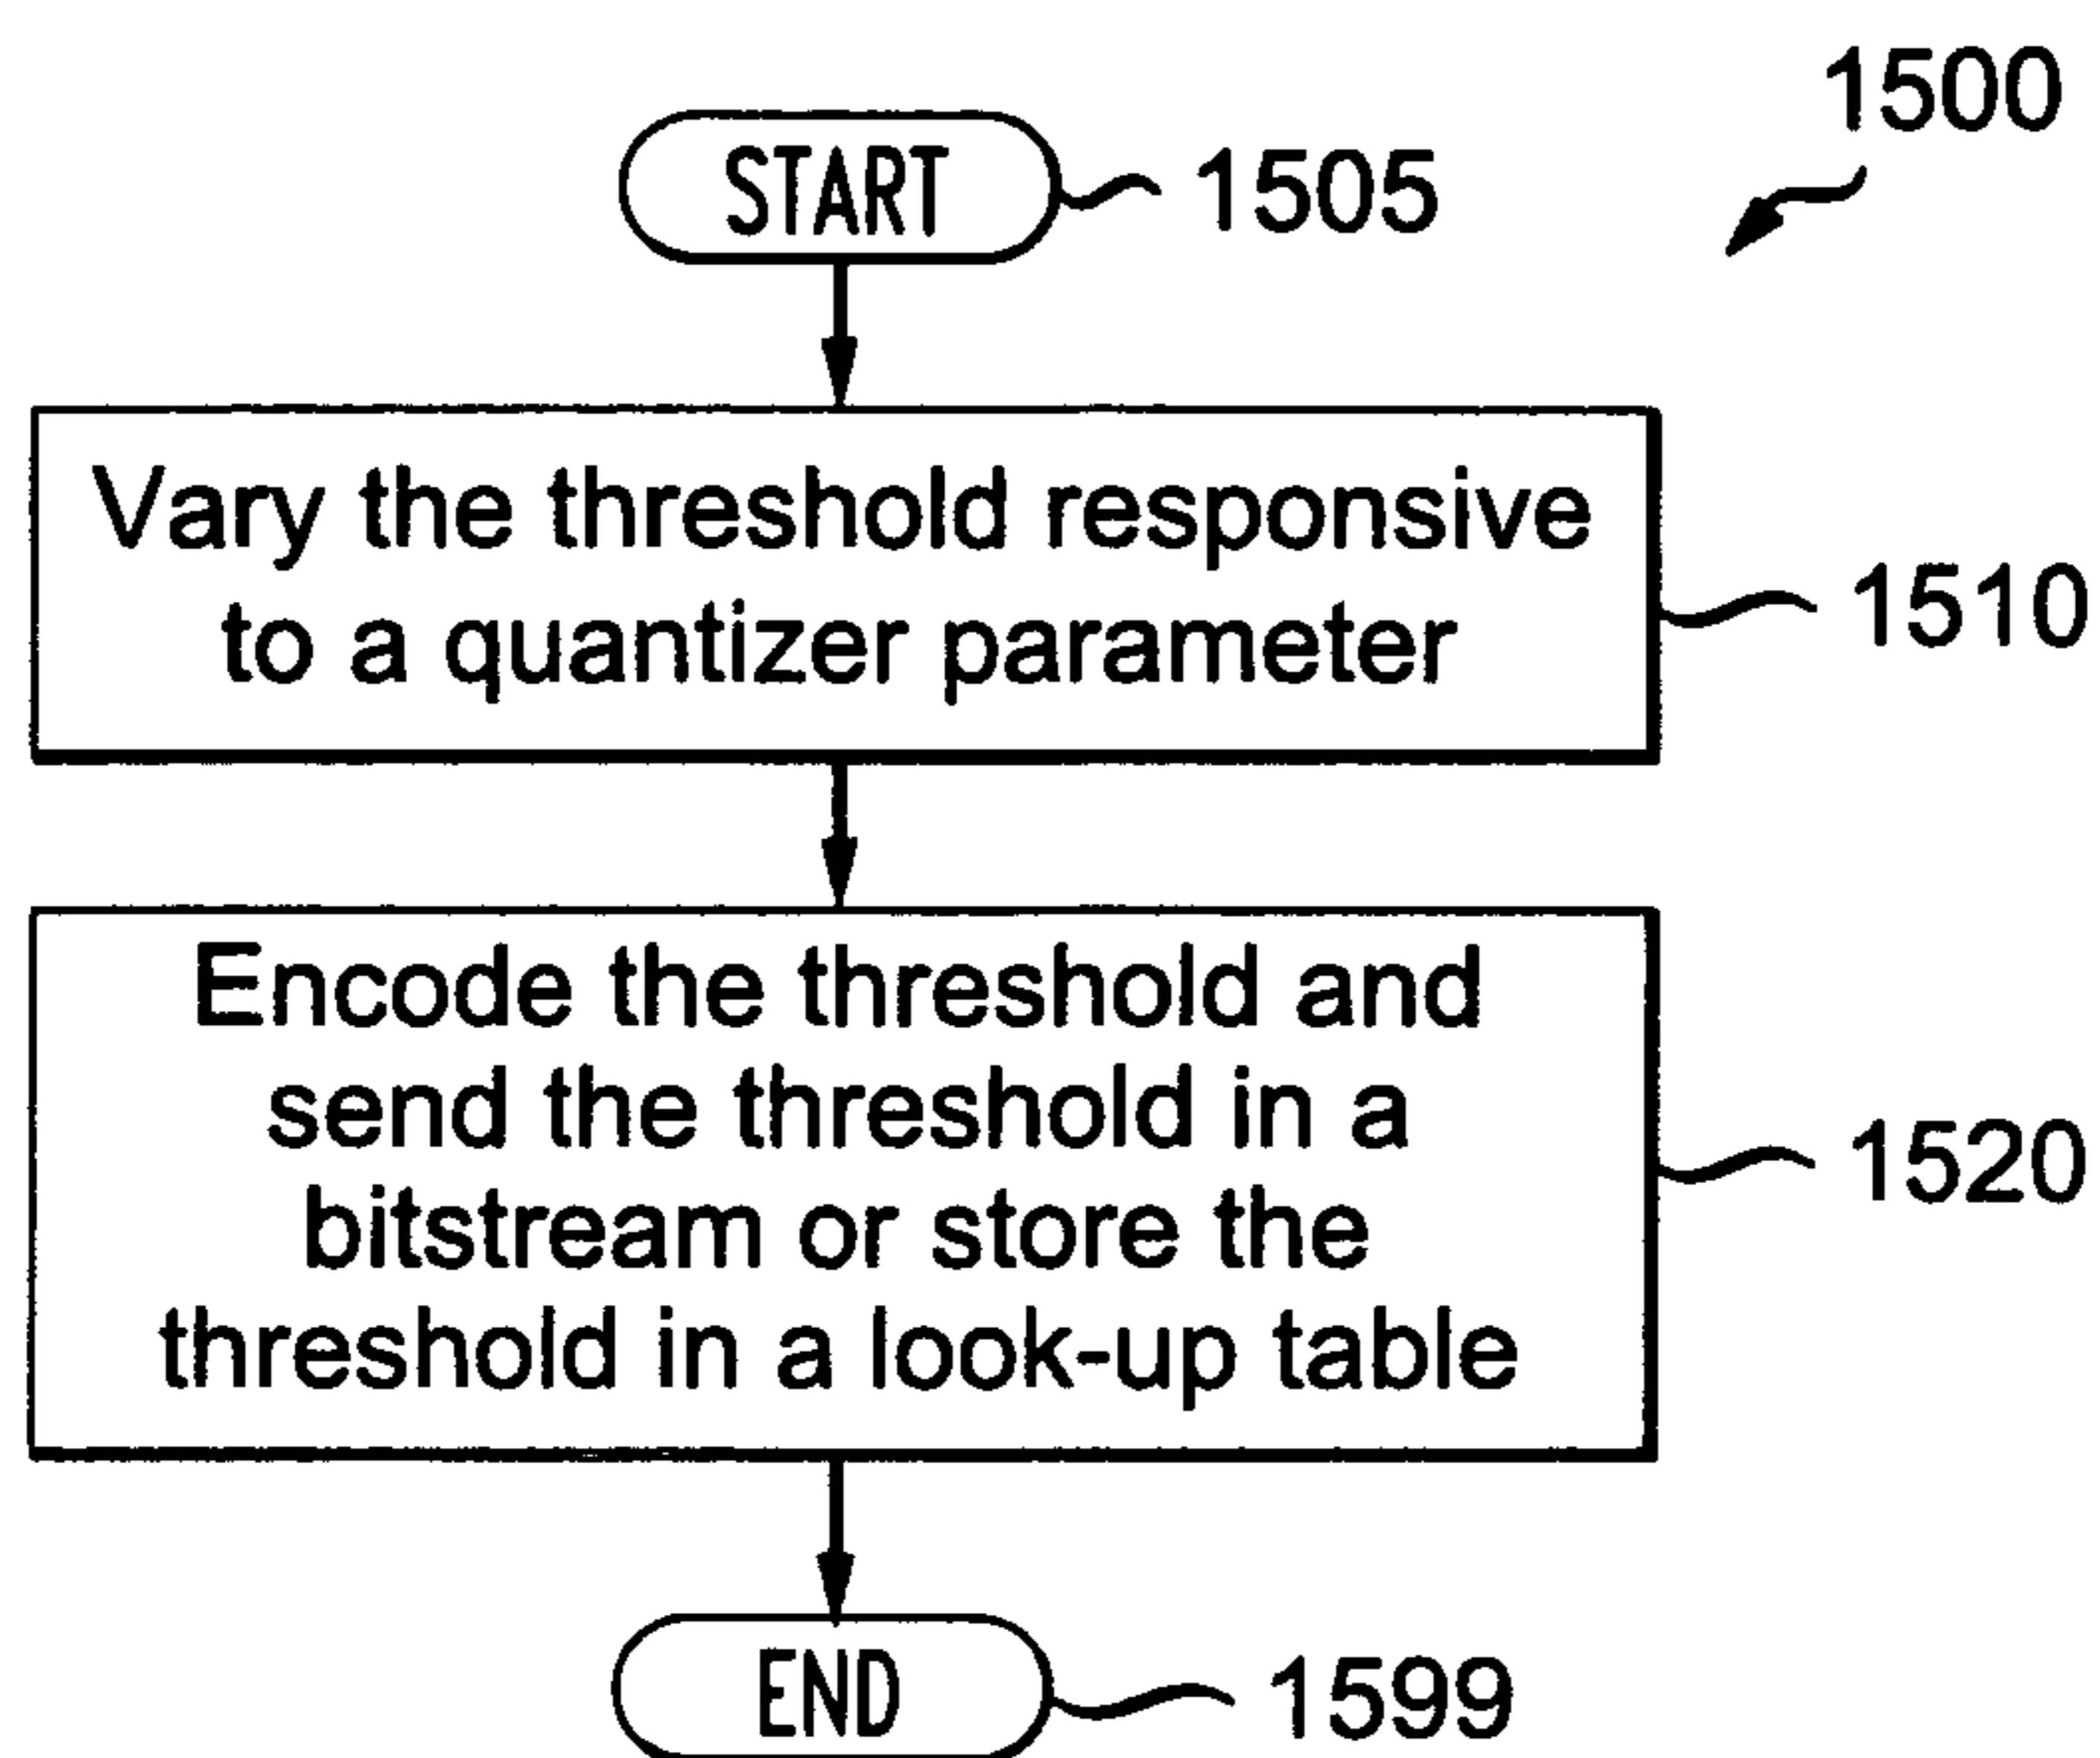 1500
START
1505
Vary the threshold responsive
to a quantizer parameter
1510
Encode the threshold and
send the threshold in a
bitstream or store the
threshold in a look-up table
1520
END
1599